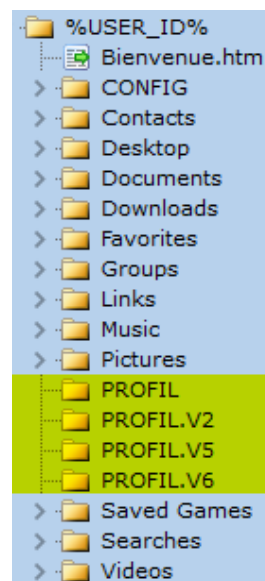 %USER_ID%
Bienvenue.htm
CONFIG
Contacts
Desktop
Documents
Downloads
Favorites
Groups
Links
Music
Pictures
PROFIL
PROFIL.V2
PROFIL.V5
PROFIL.V6
Saved Games
Searches
Videos